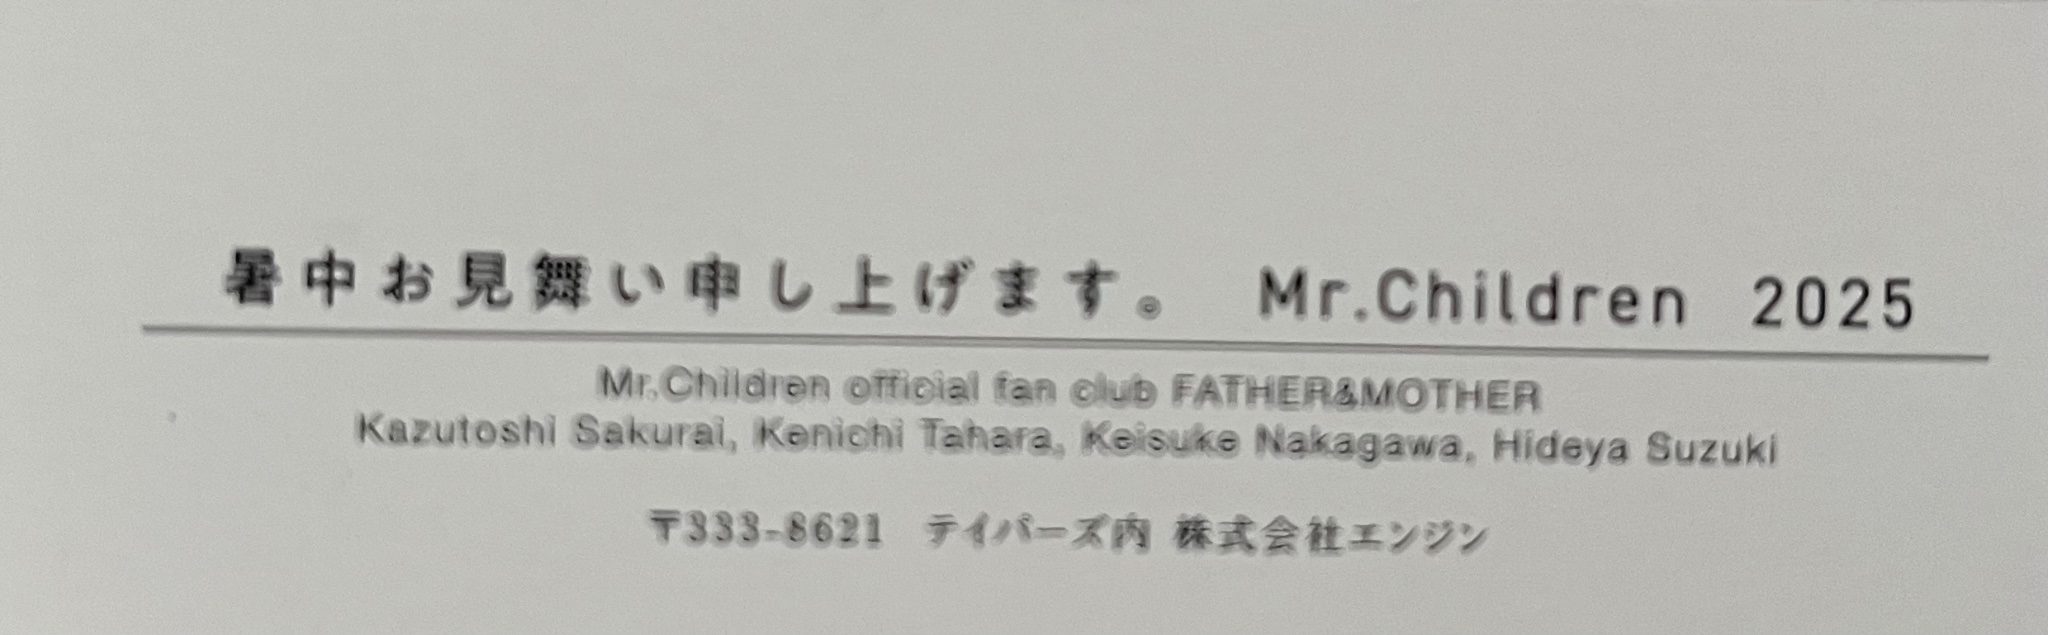 暑中お見舞い申し上げます。 Mr.Children 2025
Mr.Children official fan club FATHER&MOTHER
Kazutoshi Sakurai, Kenichi Tahara, Keisuke Nakagawa, Hideya Suzuki
〒333-8621 テイパーズ内 株式会社エンジン